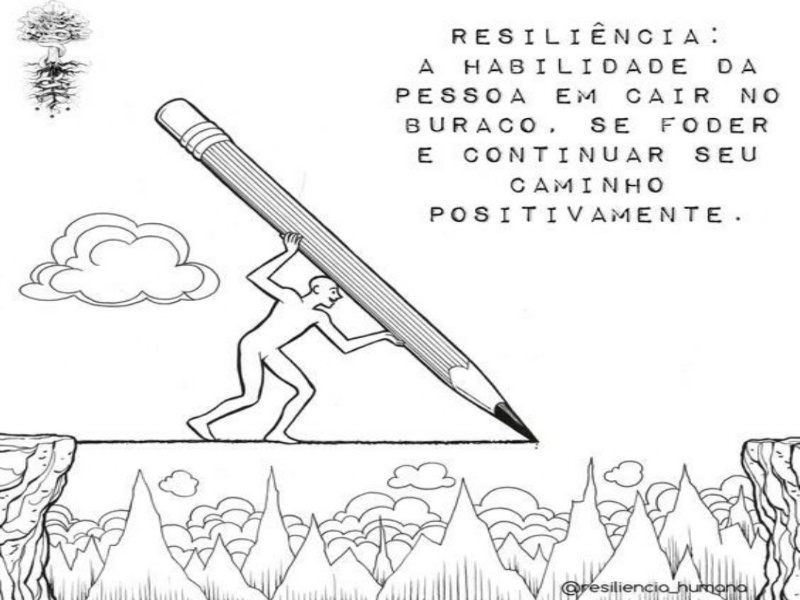 RESILIÊNCIA:
A HABILIDADE DA
PESSOA EM CAIR NO
BURACO, SE FODER
E CONTINUAR SEU
CAMINHO
POSITIVAMENTE.
@resiliencia_humana